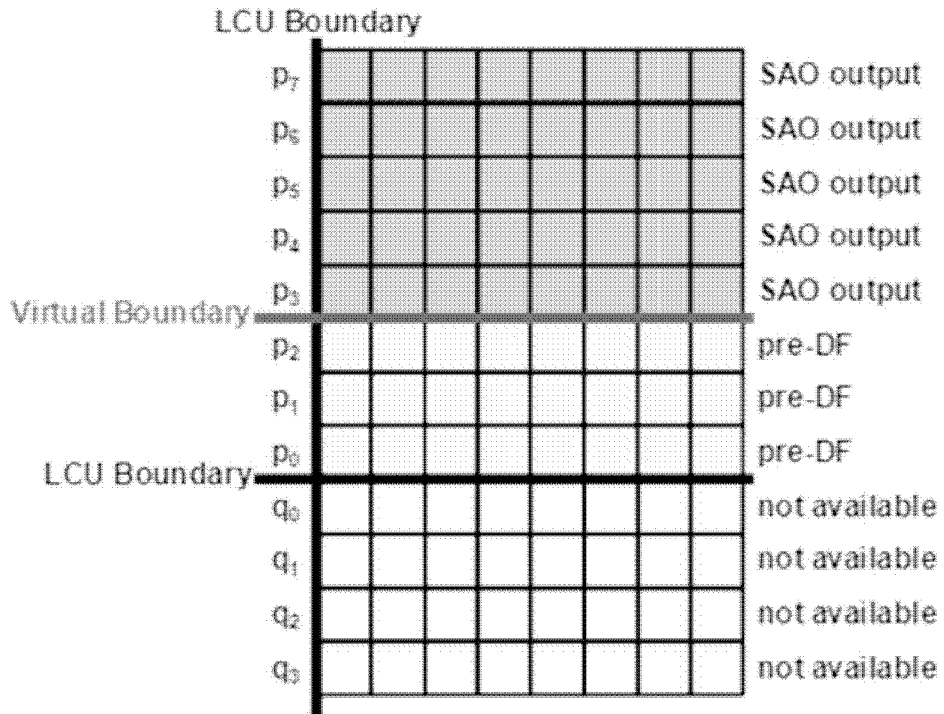 LCU Boundary
p₇ SAO output
p₆ SAO output
p₅ SAO output
p₄ SAO output
p₃ SAO output
Virtual Boundary
p₂ pre-DF
p₁ pre-DF
p₀ pre-DF
LCU Boundary
q₀ not available
q₁ not available
q₂ not available
q₃ not available